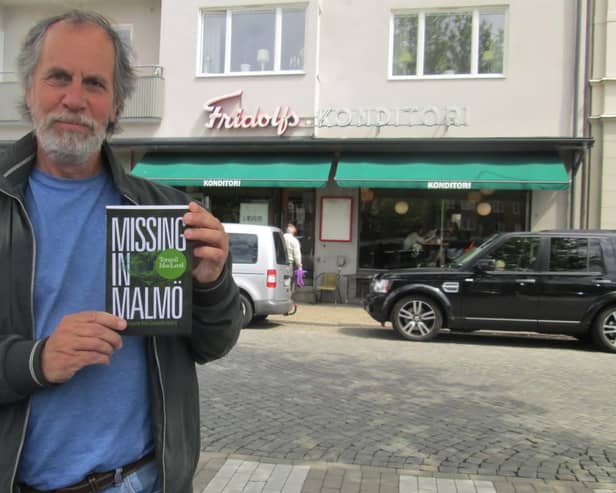 Fridolfs KONDITORI
KONDITORI
KONDITORI
MISSING
IN
MALMÖ
Torquil
MacLeod